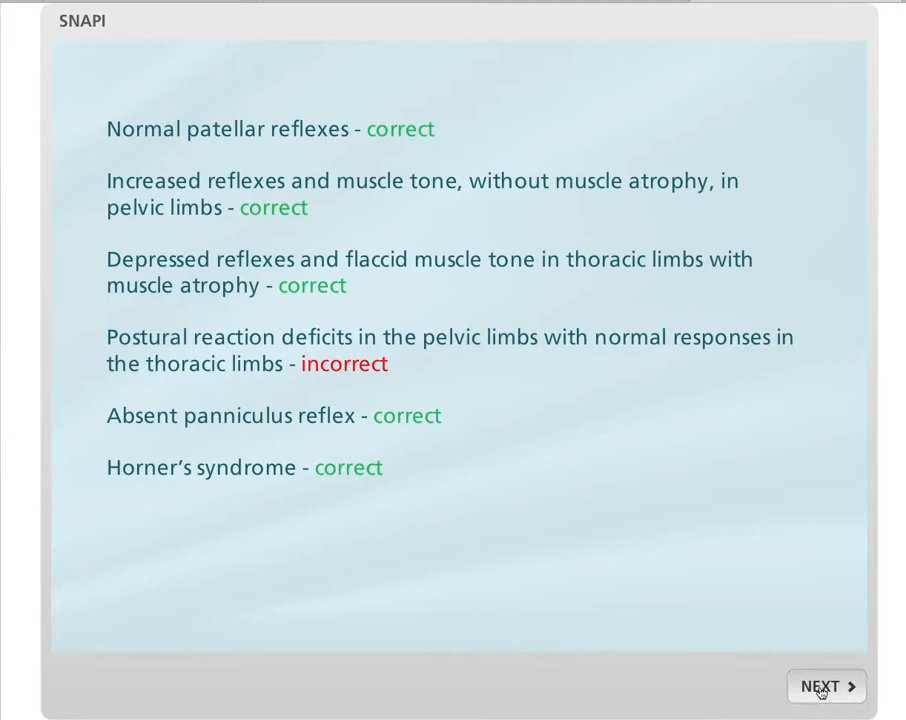 SNAPI
Normal patellar reflexes - correct
Increased reflexes and muscle tone, without muscle atrophy, in
pelvic limbs - correct
Depressed reflexes and flaccid muscle tone in thoracic limbs with
muscle atrophy - correct
Postural reaction deficits in the pelvic limbs with normal responses in
the thoracic limbs - incorrect
Absent panniculus reflex - correct
Horner’s syndrome - correct
NEXT